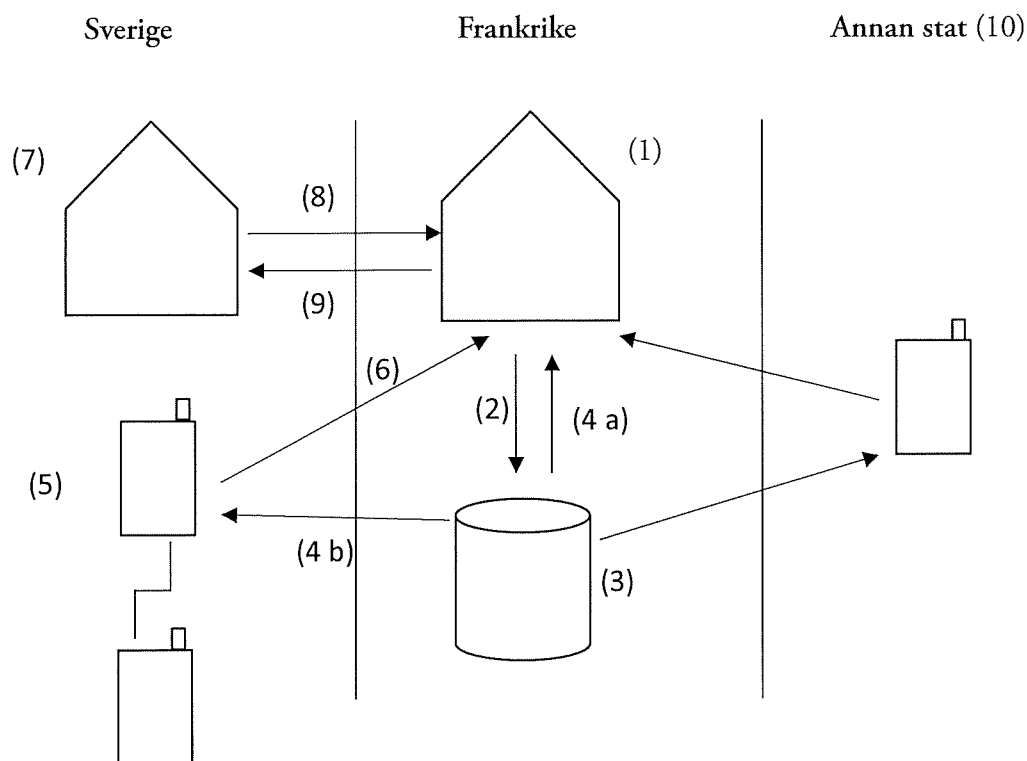 Sverige Frankrike Annan stat (10)
(7) (1)
(8)
(9)
(6)
(2) (4 a)
(5)
(4 b) (3)